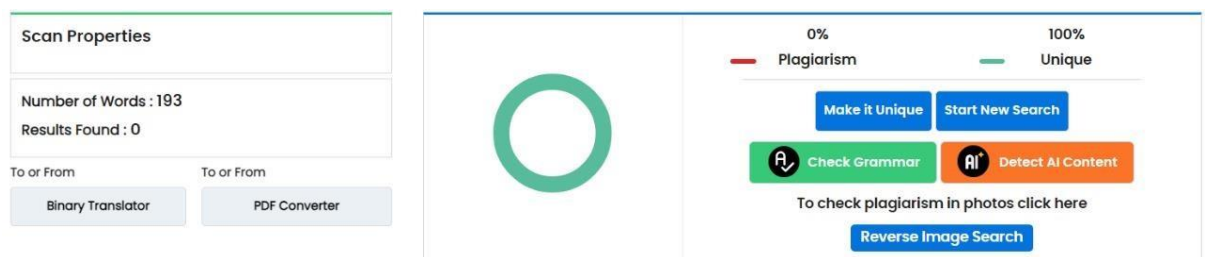 Scan Properties
Number of Words : 193
Results Found : 0
To or From
To or From
Binary Translator
PDF Converter
0%
100%
Plagiarism
Unique
Make it Unique
Start New Search
A
Check Grammar
AI+
Detect AI Content
To check plagiarism in photos click here
Reverse Image Search